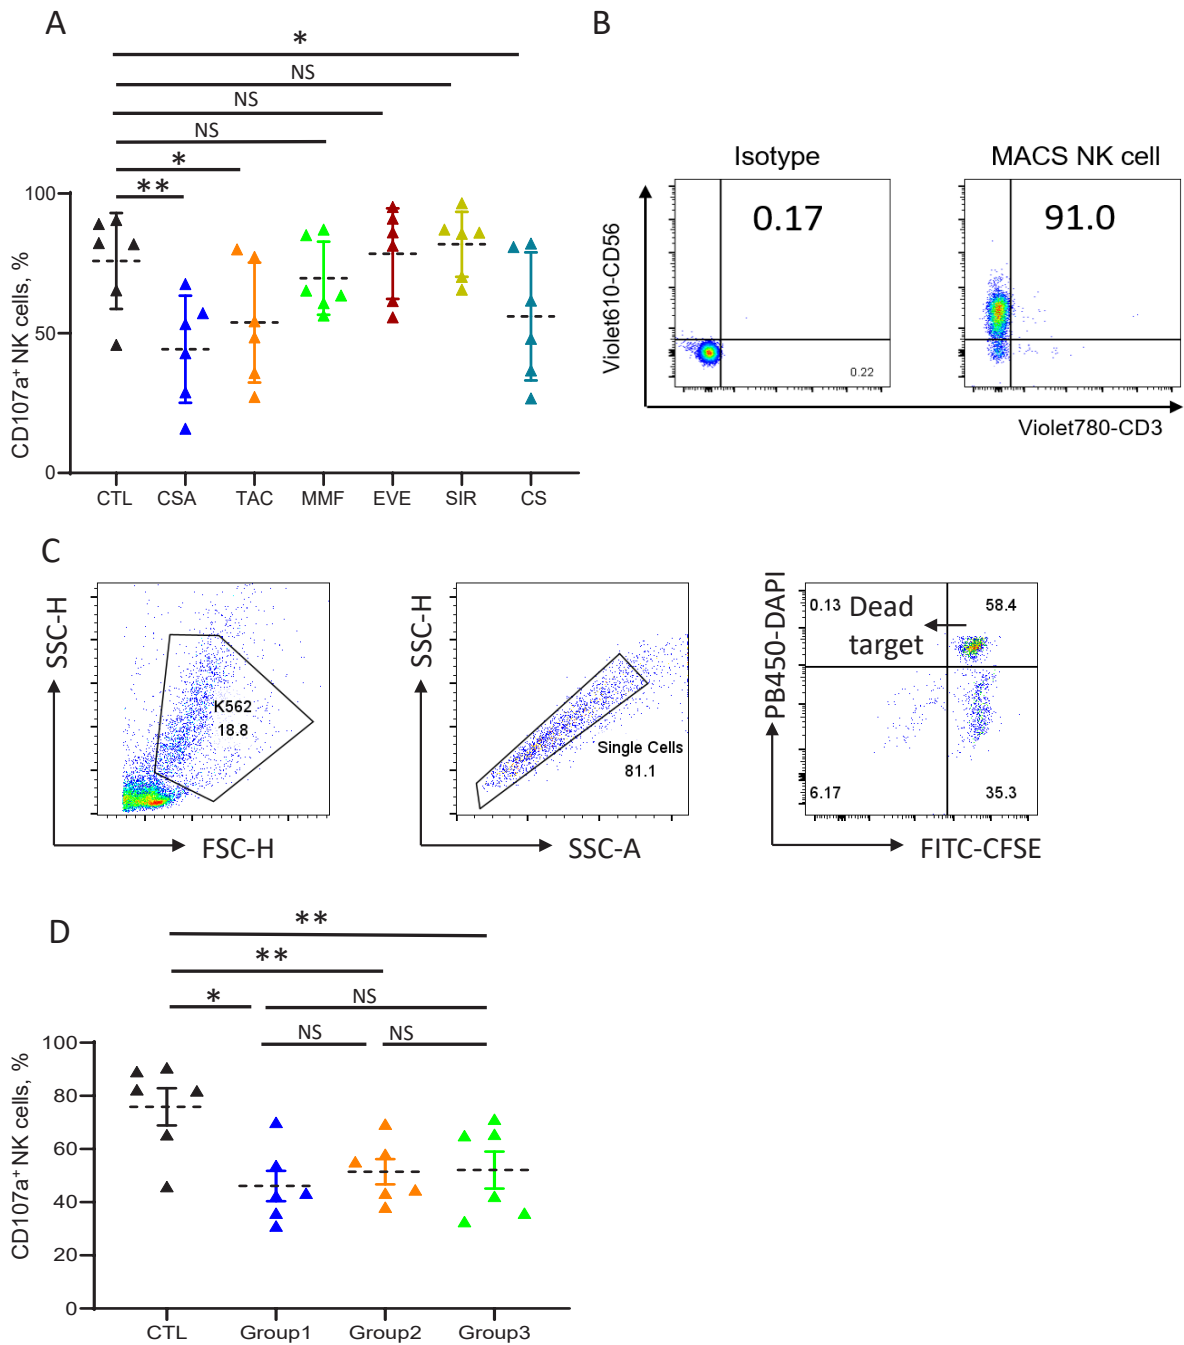 A
*
NS
NS
NS
*
**
CD107a+ NK cells, %
100
50
0
CTL CSA TAC MMF EVE SIR CS
B
Isotype MACS NK cell
0.17 91.0
0.22
Violet610-CD56
Violet780-CD3
C
SSC-H
K562
18.8
FSC-H
SSC-H
Single Cells
81.1
SSC-A
PB450-DAPI
0.13 Dead 58.4
target
6.17 35.3
FITC-CFSE
D
**
**
* NS
NS NS
CD107a+ NK cells, %
100
80
60
40
20
0
CTL Group1 Group2 Group3